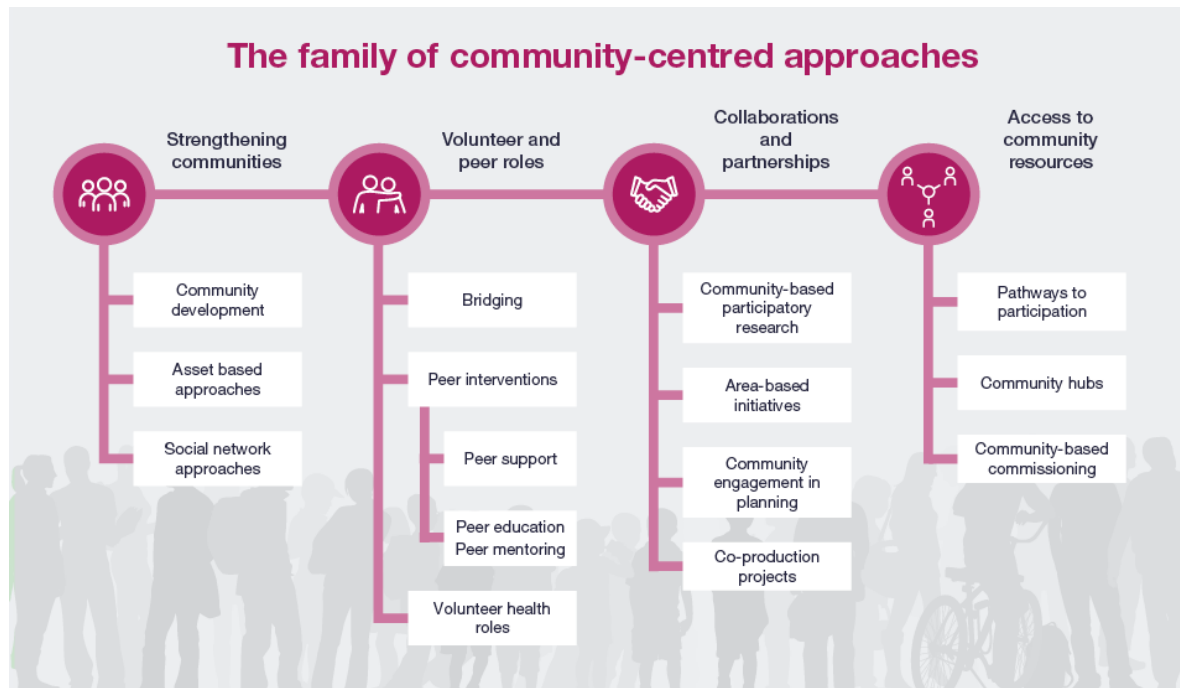 The family of community-centred approaches
Strengthening
communities
Community
development
Asset based
approaches
Social network
approaches
Volunteer and
peer roles
Bridging
Peer interventions
Peer support
Peer education
Peer mentoring
Volunteer health
roles
Collaborations
and
partnerships
Community-based
participatory
research
Area-based
initiatives
Community
engagement in
planning
Co-production
projects
Access to
community
resources
Pathways to
participation
Community hubs
Community-based
commissioning